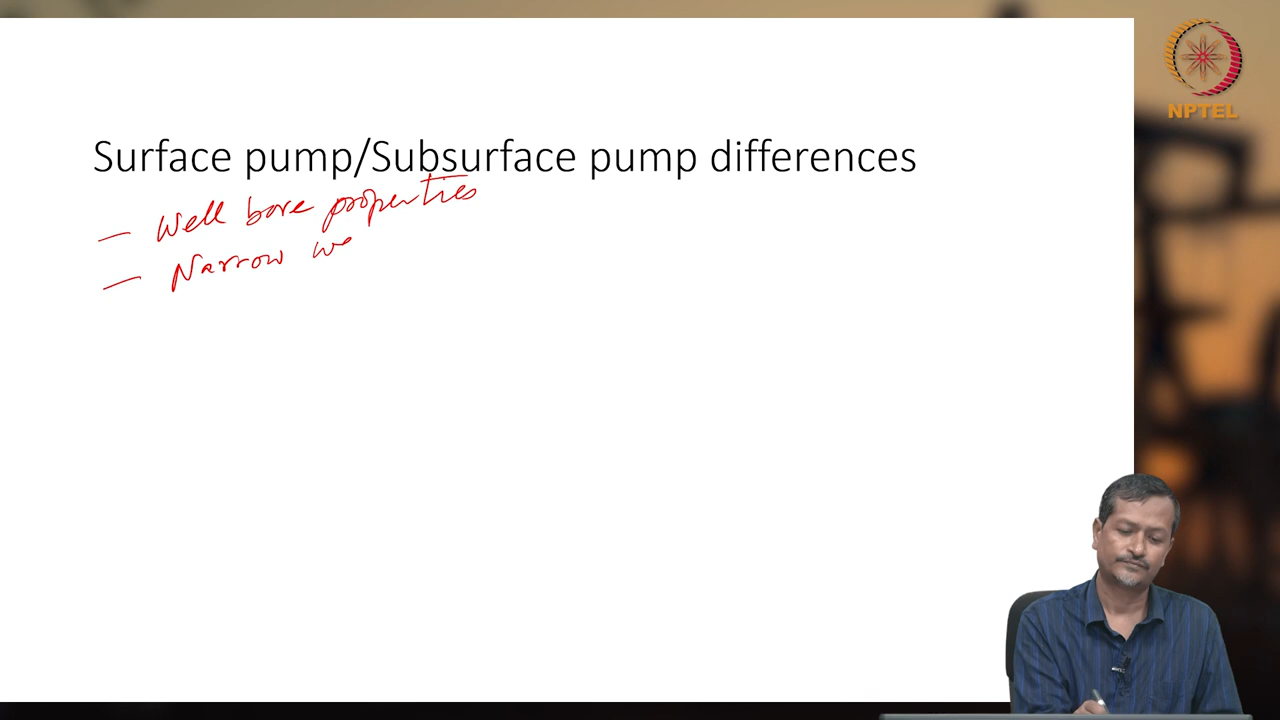 NPTEL
Surface pump/Subsurface pump differences
— Well bore properties
— Narrow we